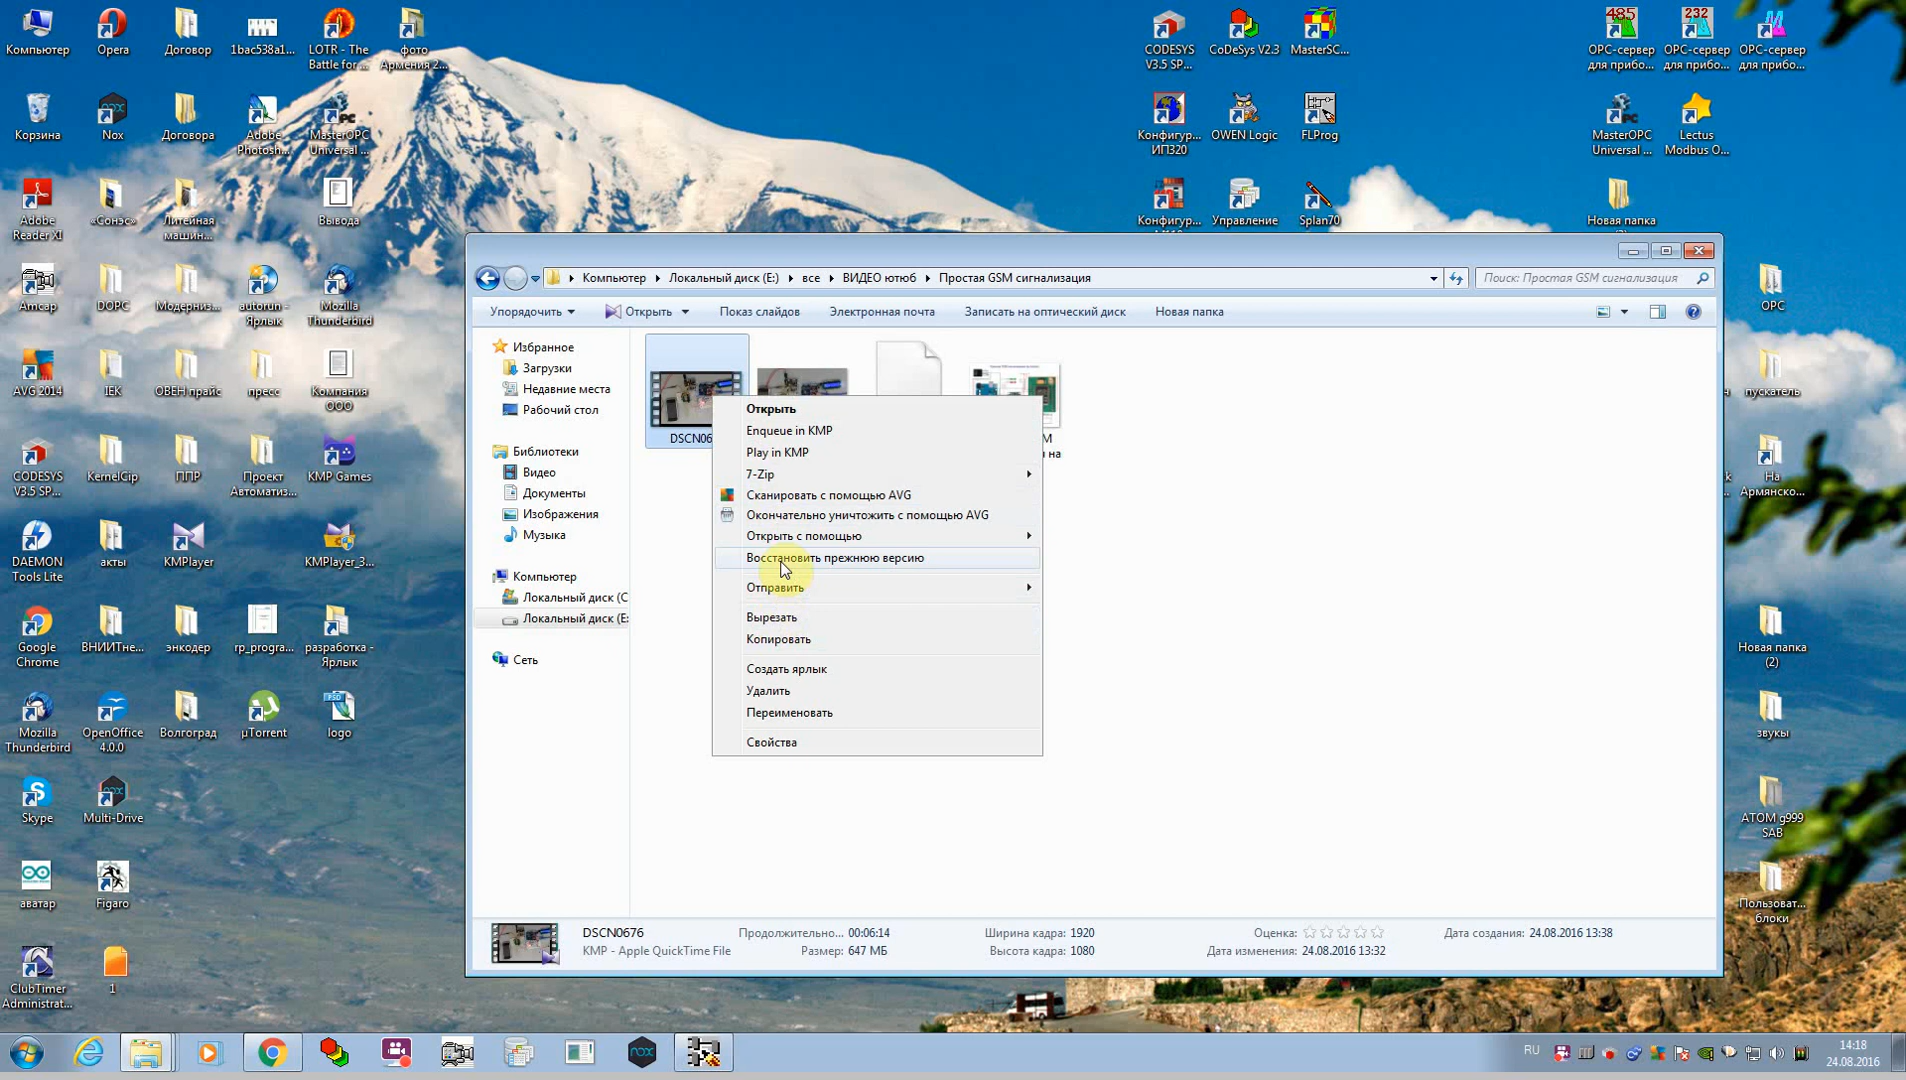 Компьютер
Opera
Договор
1bac538a1...
LOTR - The
Battle for ...
фото
Армения 2...
CODESYS
V3.5 SP...
CoDeSys V2.3
MasterSC...
485
OPC-сервер
для прибо...
232
OPC-сервер
для прибо...
OPC-сервер
для прибо...
Корзина
Nox
Договора
Adobe
Photosh...
MasterOPC
Universal ...
Конфигур...
ИП320
OWEN Logic
FLProg
MasterOPC
Universal ...
Lectus
Modbus O...
Adobe
Reader XI
«Сонэс»
Литейная
машин...
Вывода
Конфигур...
Управление
Splan70
Новая папка
Amcap
DOPC
Модерниз...
autorun -
Ярлык
Mozilla
Thunderbird
OPC
AVG 2014
IEK
ОВЕН прайс
пресс
Компания
ООО
пускатель
CODESYS
V3.5 SP...
KernelCip
ППР
Проект
Автоматиз...
KMP Games
На
Армянско...
DAEMON
Tools Lite
акты
KMPlayer
KMPlayer_3...
Google
Chrome
ВНИИТне...
энкодер
rp_progra...
разработка -
Ярлык
Новая папка
(2)
Mozilla
Thunderbird
OpenOffice
4.0.0
Волгоград
µTorrent
PSD
logo
звуки
Skype
Multi-Drive
ATOM g999
SAB
аватар
Figaro
Пользоват...
блоки
ClubTimer
Administrat...
1
Компьютер
Локальный диск (E:)
все
ВИДЕО ютюб
Простая GSM сигнализация
Поиск: Простая GSM сигнализация
Упорядочить
Открыть
Показ слайдов
Электронная почта
Записать на оптический диск
Новая папка
Избранное
Загрузки
Недавние места
Рабочий стол
Библиотеки
Видео
Документы
Изображения
Музыка
Компьютер
Локальный диск (C
Локальный диск (E:
Сеть
DSCN06
М
на
Открыть
Enqueue in KMP
Play in KMP
7-Zip
Сканировать с помощью AVG
Окончательно уничтожить с помощью AVG
Открыть с помощью
Восстановить прежнюю версию
Отправить
Вырезать
Копировать
Создать ярлык
Удалить
Переименовать
Свойства
DSCN0676
Продолжительно... 00:06:14
Ширина кадра: 1920
Оценка:
Дата создания: 24.08.2016 13:38
KMP - Apple QuickTime File
Размер: 647 МБ
Высота кадра: 1080
Дата изменения: 24.08.2016 13:32
nox
RU
14:18
24.08.2016